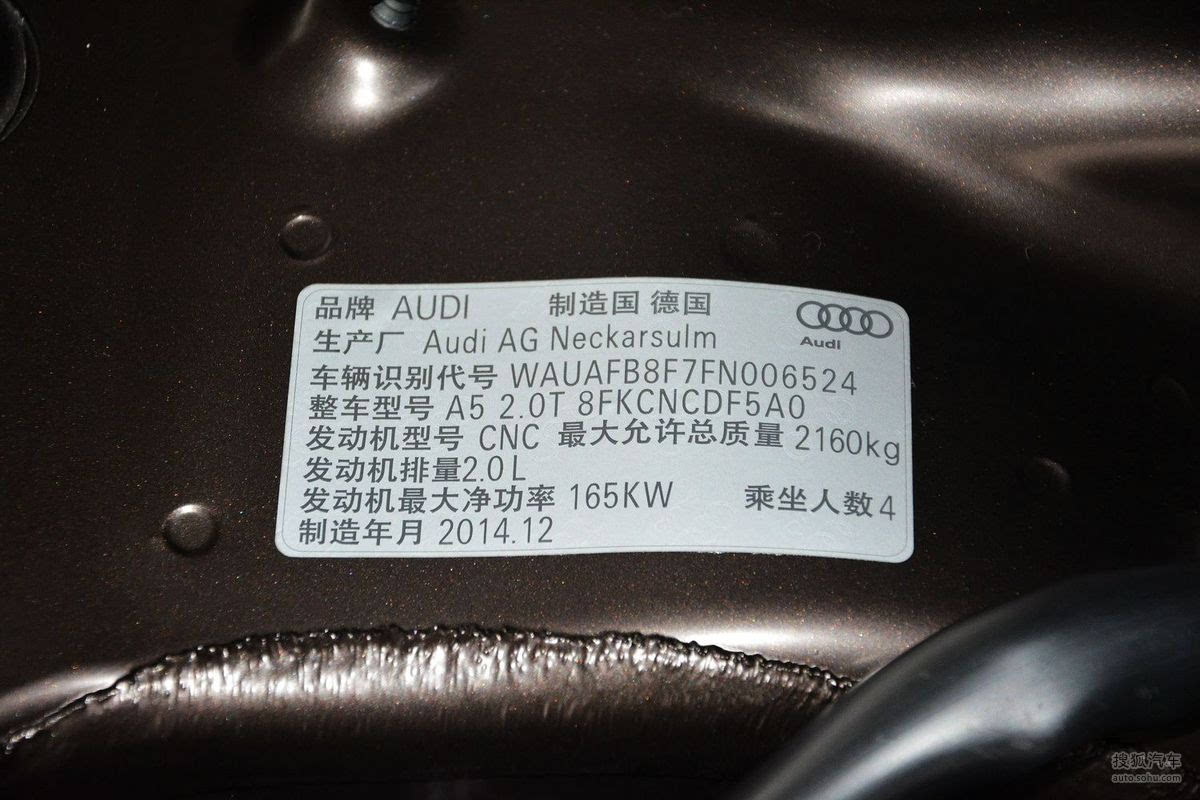 品牌 AUDI 制造国 德国
Audi
生产厂 Audi AG Neckarsulm
车辆识别代号 WAUAFB8F7FN006524
整车型号 A5 2.0T 8FKCNCDF5A0
发动机型号 CNC 最大允许总质量 2160kg
发动机排量2.0L
发动机最大净功率 165KW 乘坐人数4
制造年月 2014.12
搜狐汽车
auto.sohu.com